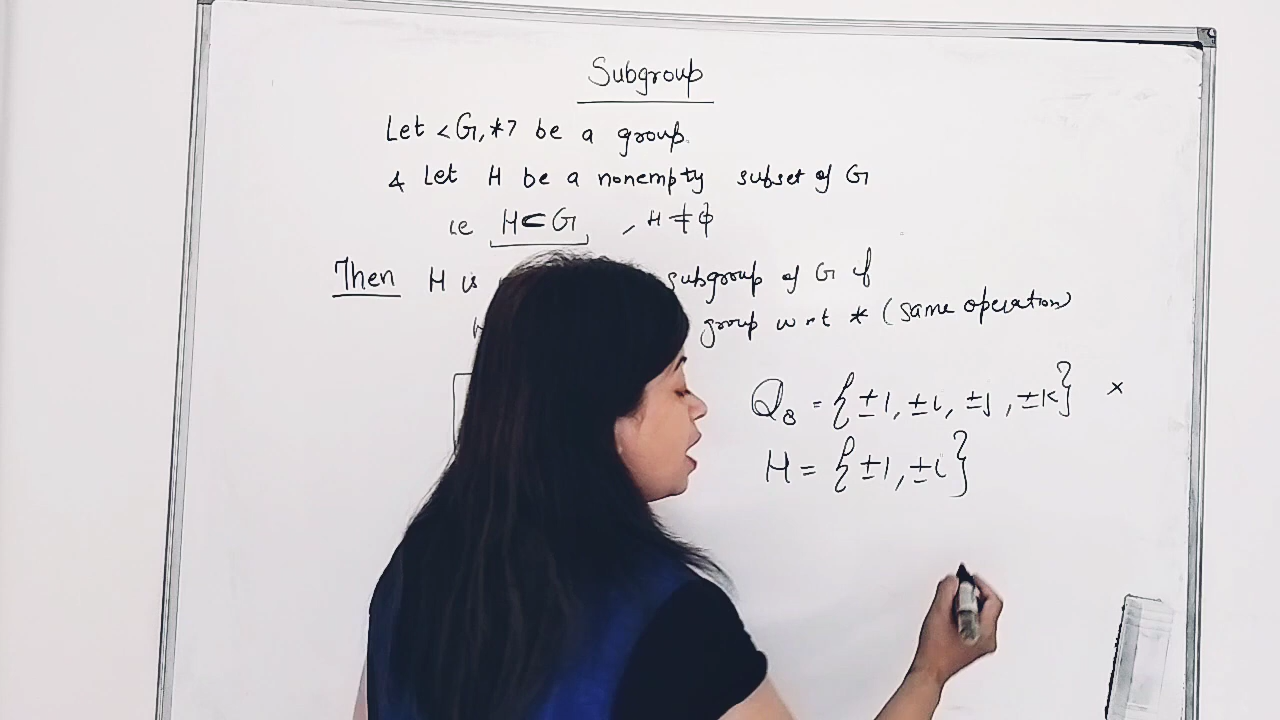 Subgroup
Let <G,*> be a group.
& Let H be a nonempty subset of G
ie H⊂G , H ≠ ϕ
Then H is subgroup of G if
group wrt * (same operation)
Q₈ = {±1, ±i, ±j, ±k} ×
H = {±1, ±i}